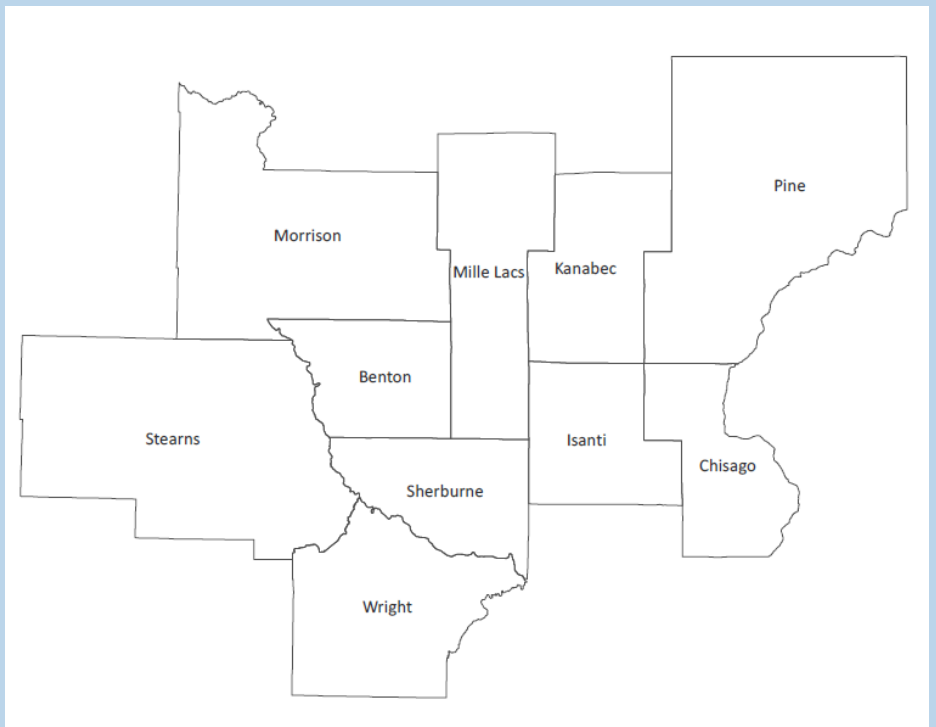 Pine
Morrison
Mille Lacs
Kanabec
Benton
Stearns
Isanti
Chisago
Sherburne
Wright